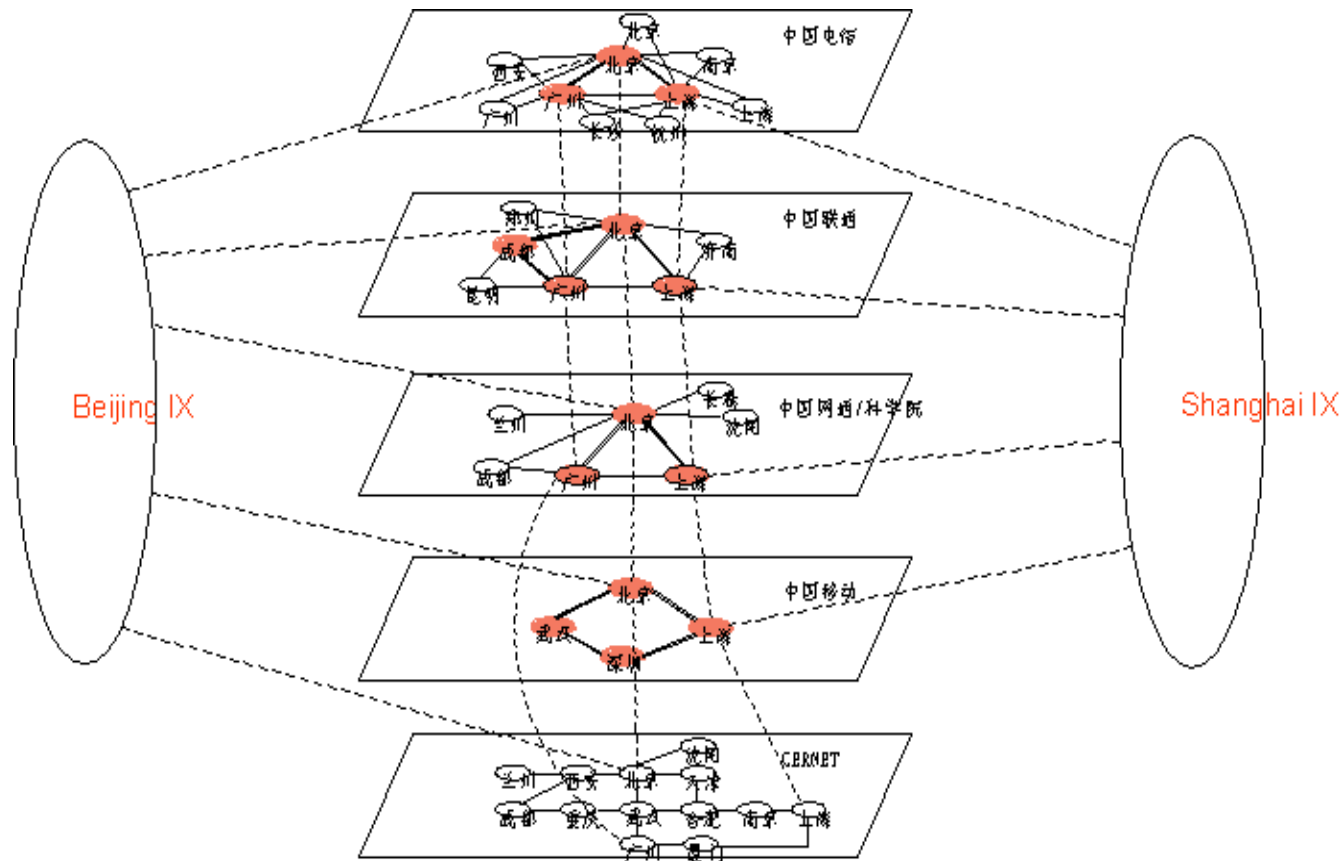 北京
中国电信
北京
西安
南京
广州
上海
广州
上海
长沙
杭州
郑州
北京
中国联通
成都
济南
昆明
广州
上海
Beijing IX
Shanghai IX
长春
兰州
北京
沈阳
中国网通/科学院
成都
广州
上海
北京
中国移动
武汉
上海
深圳
沈阳
CERNET
兰州
西安
北京
天津
成都
重庆
武汉
合肥
南京
上海
广州